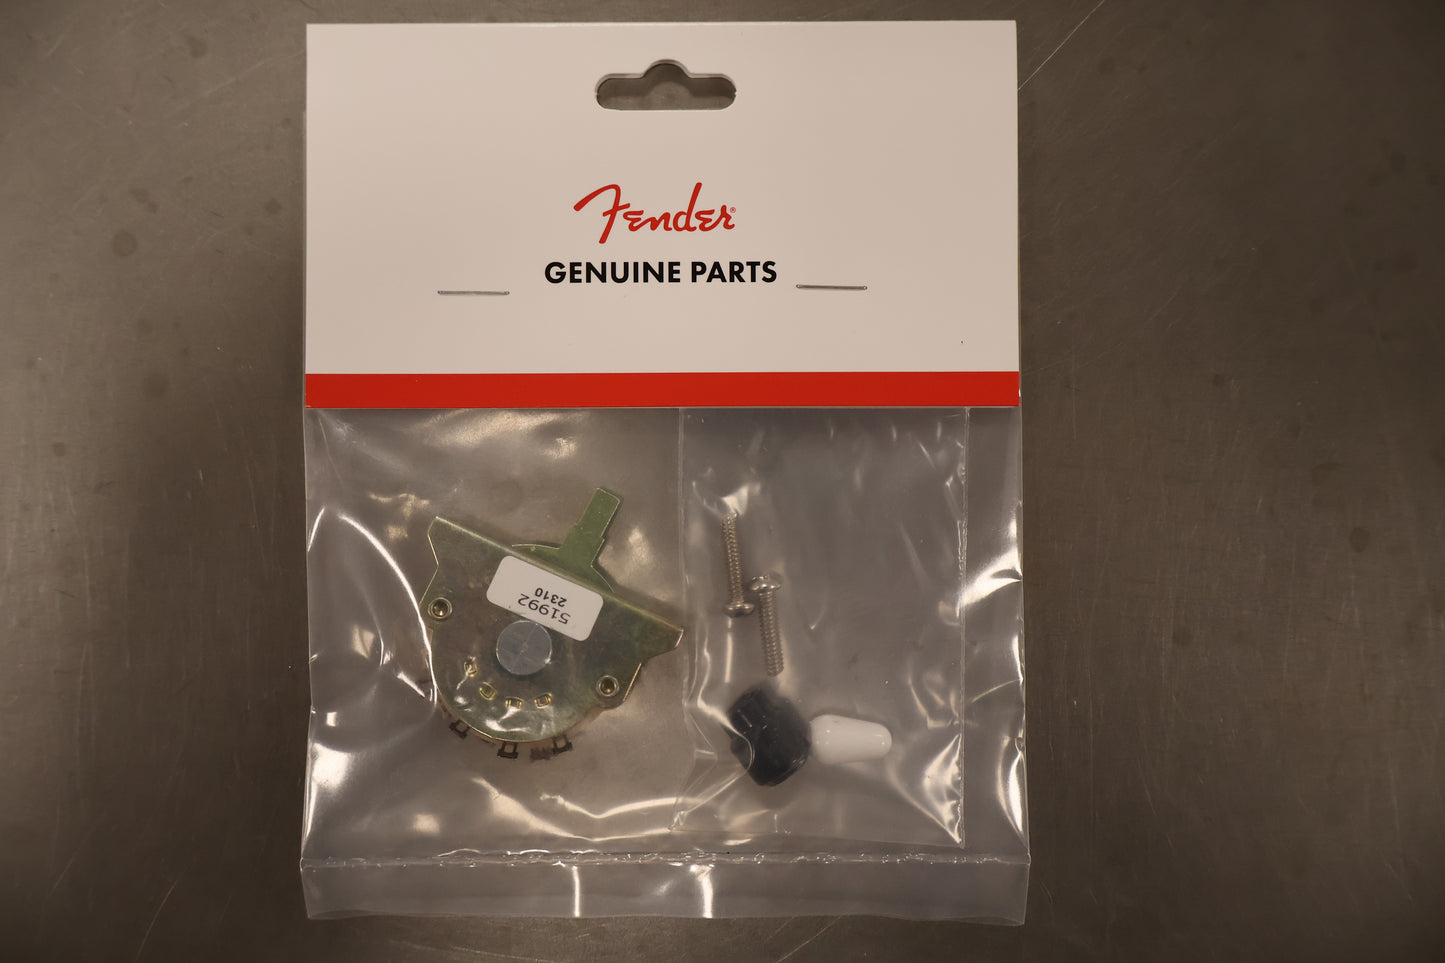 Fender®
GENUINE PARTS
51992
2310